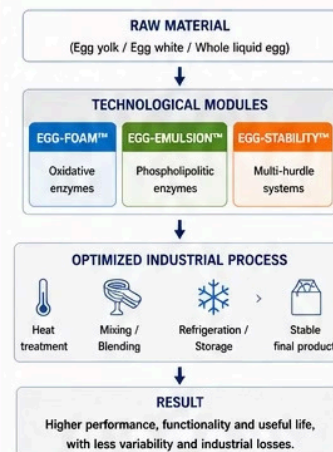 RAW MATERIAL
(Egg yolk / Egg white / Whole liquid egg)
TECHNOLOGICAL MODULES
EGG-FOAM™ EGG-EMULSION™ EGG-STABILITY™
Oxidative Phospholipolitic Multi-hurdle
enzymes enzymes systems
OPTIMIZED INDUSTRIAL PROCESS
Heat Mixing / Refrigeration / Stable
treatment Blending Storage final product
RESULT
Higher performance, functionality and useful life,
with less variability and industrial losses.